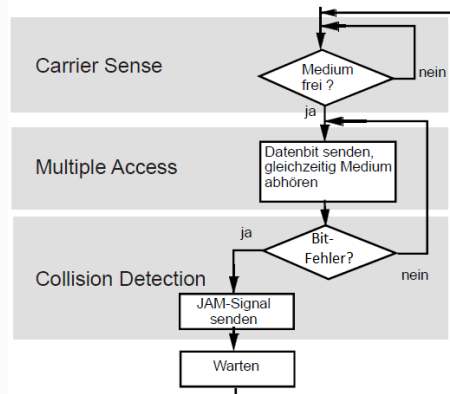 Carrier Sense
Medium
frei ?
nein
ja
Multiple Access
Datenbit senden,
gleichzeitig Medium
abhören
ja
Bit-
Fehler?
nein
Collision Detection
JAM-Signal
senden
Warten